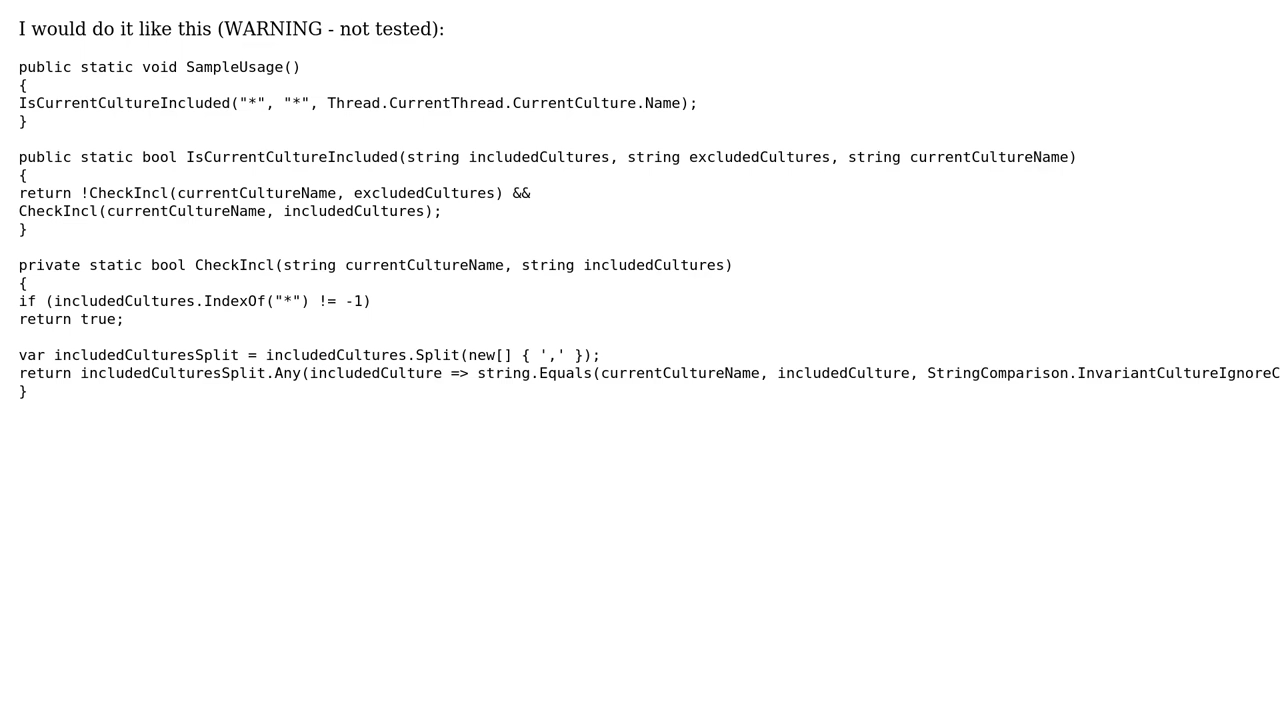 I would do it like this (WARNING - not tested):
public static void SampleUsage()
{
IsCurrentCultureIncluded("*", "*", Thread.CurrentThread.CurrentCulture.Name);
}
public static bool IsCurrentCultureIncluded(string includedCultures, string excludedCultures, string currentCultureName)
{
return !CheckIncl(currentCultureName, excludedCultures) &&
CheckIncl(currentCultureName, includedCultures);
}
private static bool CheckIncl(string currentCultureName, string includedCultures)
{
if (includedCultures.IndexOf("*") != -1)
return true;
var includedCulturesSplit = includedCultures.Split(new[] { ',' });
return includedCulturesSplit.Any(includedCulture => string.Equals(currentCultureName, includedCulture, StringComparison.InvariantCultureIgnoreC
}